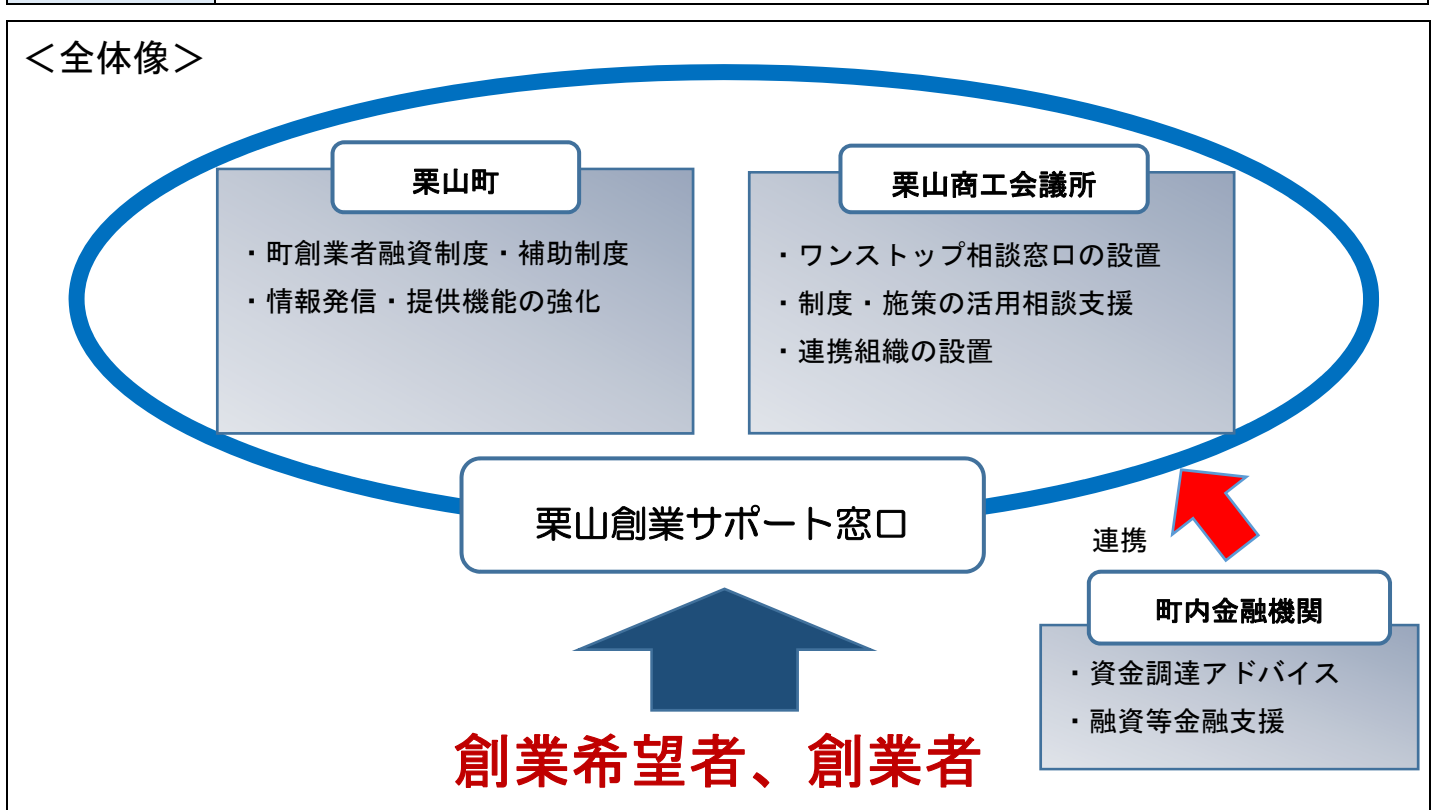 ＜全体像＞
栗山町
・町創業者融資制度・補助制度
・情報発信・提供機能の強化
栗山商工会議所
・ワンストップ相談窓口の設置
・制度・施策の活用相談支援
・連携組織の設置
栗山創業サポート窓口
連携
町内金融機関
・資金調達アドバイス
・融資等金融支援
創業希望者、創業者